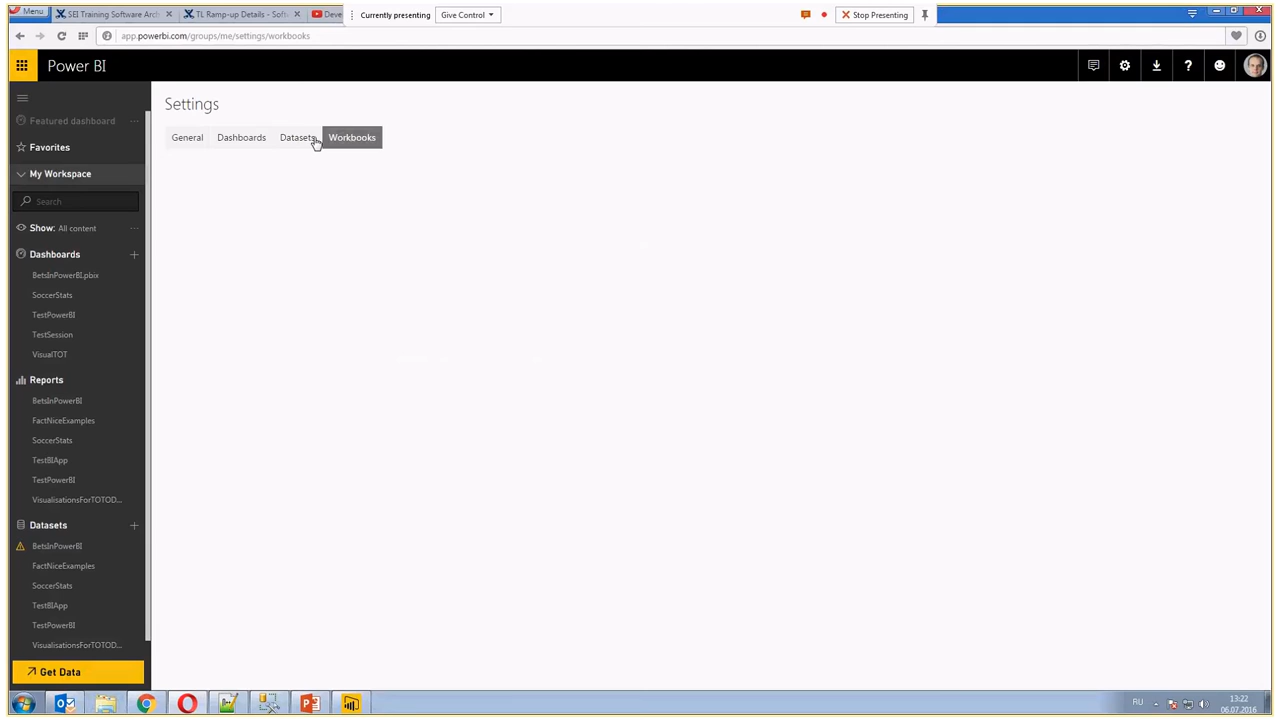 Menu
SEI Training Software Arch
TL Ramp-up Details - Softw
Deve
Currently presenting
Give Control
Stop Presenting
app.powerbi.com/groups/me/settings/workbooks
Power BI
Settings
Featured dashboard
General
Dashboards
Datasets
Workbooks
Favorites
My Workspace
Search
Show: All content
Dashboards
BetsInPowerBI.pbix
SoccerStats
TestPowerBI
TestSession
VisualTOT
Reports
BetsInPowerBI
FactNiceExamples
SoccerStats
TestBIApp
TestPowerBI
VisualisationsForTOTOD...
Datasets
BetsInPowerBI
FactNiceExamples
SoccerStats
TestBIApp
TestPowerBI
VisualisationsForTOTOD...
Get Data
RU
13:22
06.07.2016